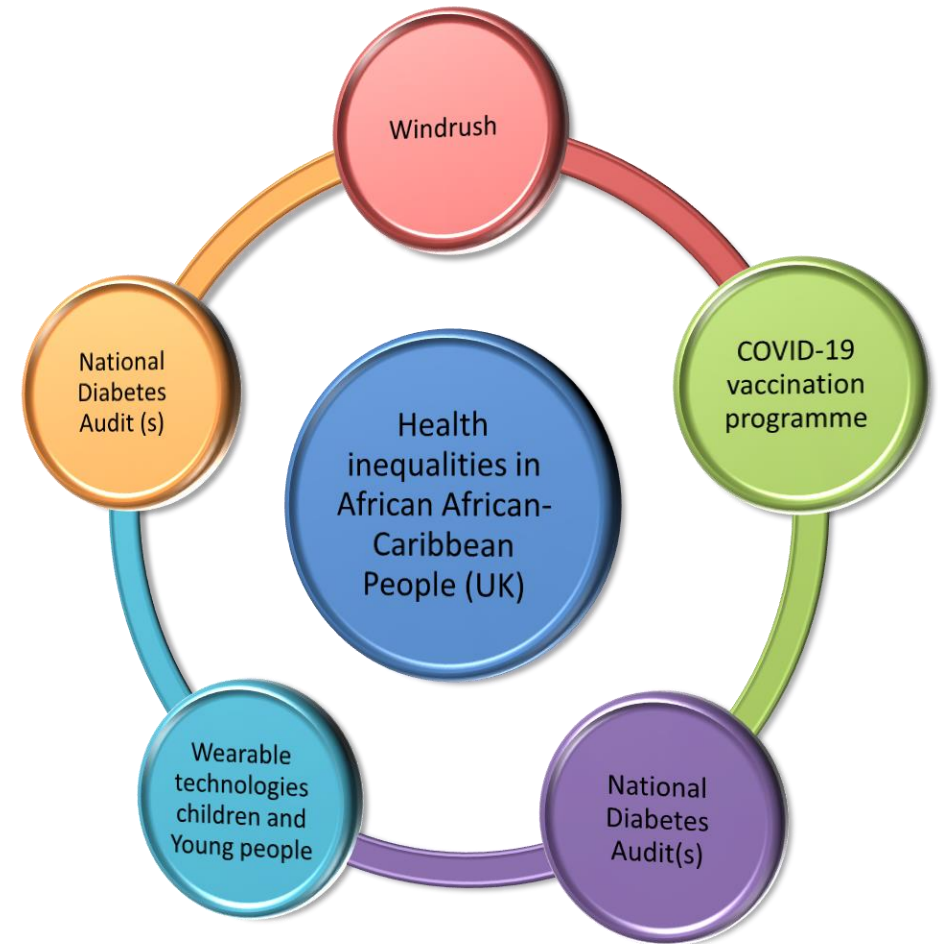 Windrush
COVID-19
vaccination
programme
National
Diabetes
Audit(s)
Wearable
technologies
children and
Young people
National
Diabetes
Audit (s)
Health
inequalities in
African African-
Caribbean
People (UK)